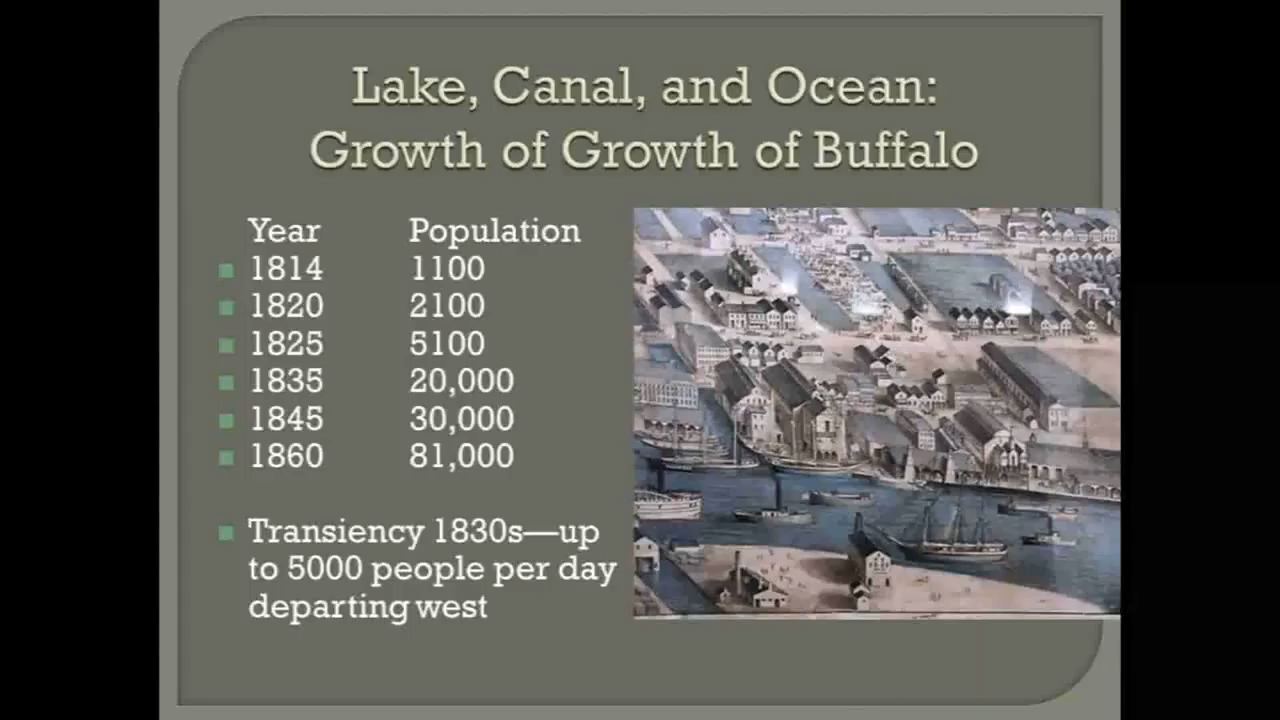 Lake, Canal, and Ocean:
Growth of Growth of Buffalo
Year Population
1814 1100
1820 2100
1825 5100
1835 20,000
1845 30,000
1860 81,000
Transiency 1830s—up
to 5000 people per day
departing west